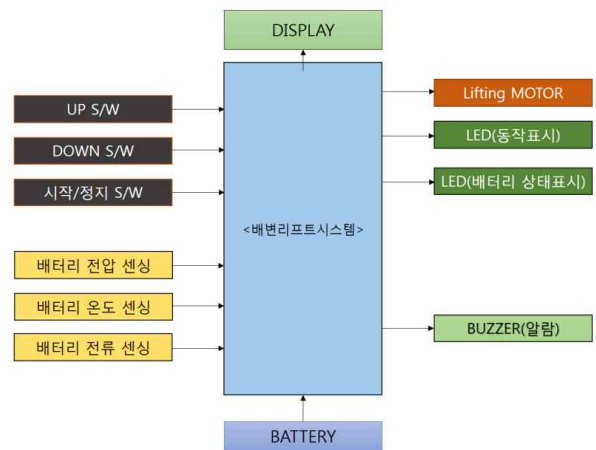 DISPLAY
UP S/W
DOWN S/W
시작/정지 S/W
배터리 전압 센싱
배터리 온도 센싱
배터리 전류 센싱
<배변리프트시스템>
Lifting MOTOR
LED(동작표시)
LED(배터리 상태표시)
BUZZER(알람)
BATTERY